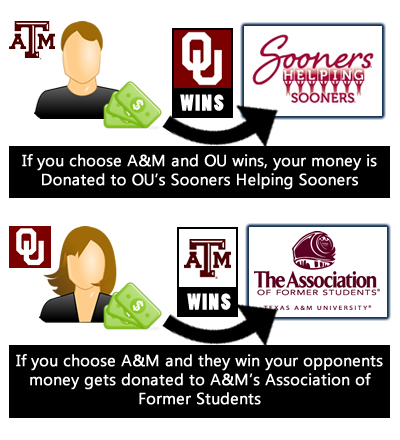 ATM
OU
WINS
Sooners
HELPING
SOONERS
If you choose A&M and OU wins, your money is
Donated to OU's Sooners Helping Sooners
OU
ATM
WINS
The Association
OF FORMER STUDENTS®
TEXAS A&M UNIVERSITY®
If you choose A&M and they win your opponents
money gets donated to A&M's Association of
Former Students